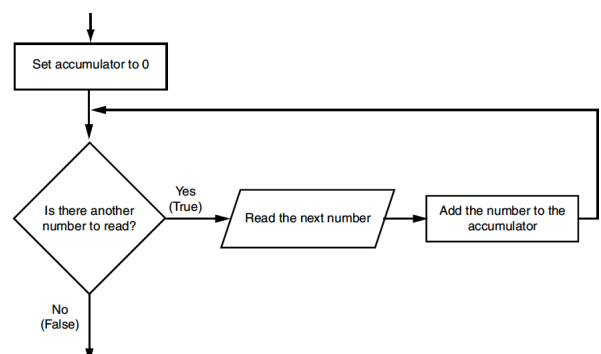 Set accumulator to 0
Is there another
number to read?
Yes
(True)
Read the next number
Add the number to the
accumulator
No
(False)